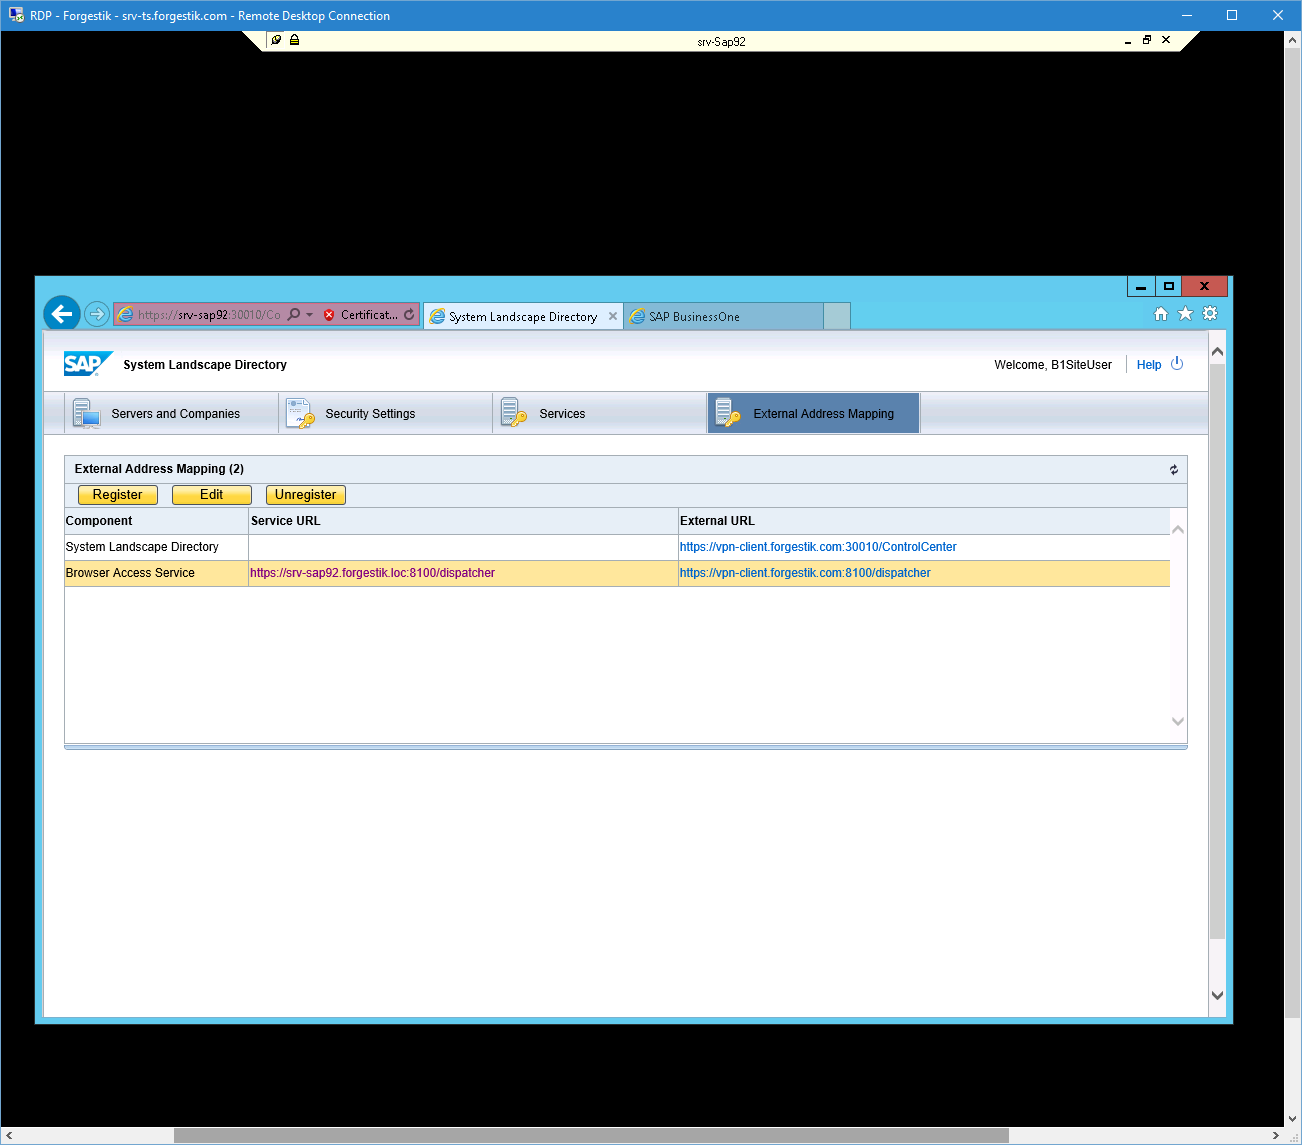 RDP - Forgestik - srv-ts.forgestik.com - Remote Desktop Connection
srv-Sap92
https://srv-sap92:30010/Co Certificat...
System Landscape Directory
SAP BusinessOne
SAP System Landscape Directory
Welcome, B1SiteUser Help
Servers and Companies Security Settings Services External Address Mapping
External Address Mapping (2)
Register Edit Unregister
Component Service URL External URL
System Landscape Directory https://vpn-client.forgestik.com:30010/ControlCenter
Browser Access Service https://srv-sap92.forgestik.loc:8100/dispatcher https://vpn-client.forgestik.com:8100/dispatcher